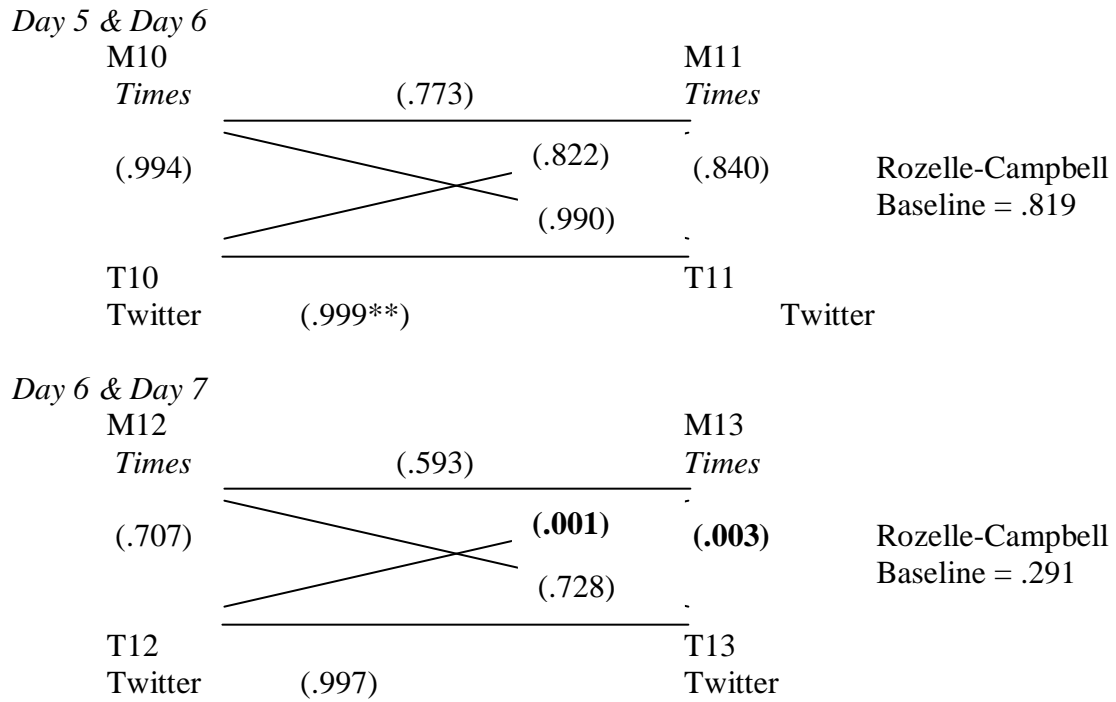 Day 5 & Day 6
M10 M11
Times (.773) Times
(.822)
(.994) (.840) Rozelle-Campbell
Baseline = .819
(.990)
T10 T11
Twitter (.999**) Twitter
Day 6 & Day 7
M12 M13
Times (.593) Times
(.001)
(.707) (.003) Rozelle-Campbell
Baseline = .291
(.728)
T12 T13
Twitter (.997) Twitter